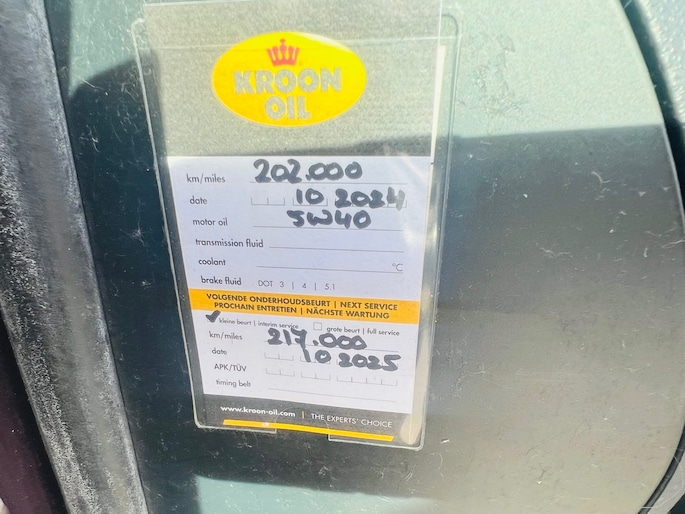 KROON
OIL
km/miles 202.000
date 10 2024
motor oil 5W40
transmission fluid
coolant °C
brake fluid DOT 3 | 4 | 5.1
VOLGENDE ONDERHOUDSBEURT | NEXT SERVICE
PROCHAIN ENTRETIEN | NÄCHSTE WARTUNG
✓ kleine beurt | interim service ☐ grote beurt | full service
km/miles 217.000
date 10 2025
APK/TÜV
timing belt
www.kroon-oil.com | THE EXPERTS' CHOICE